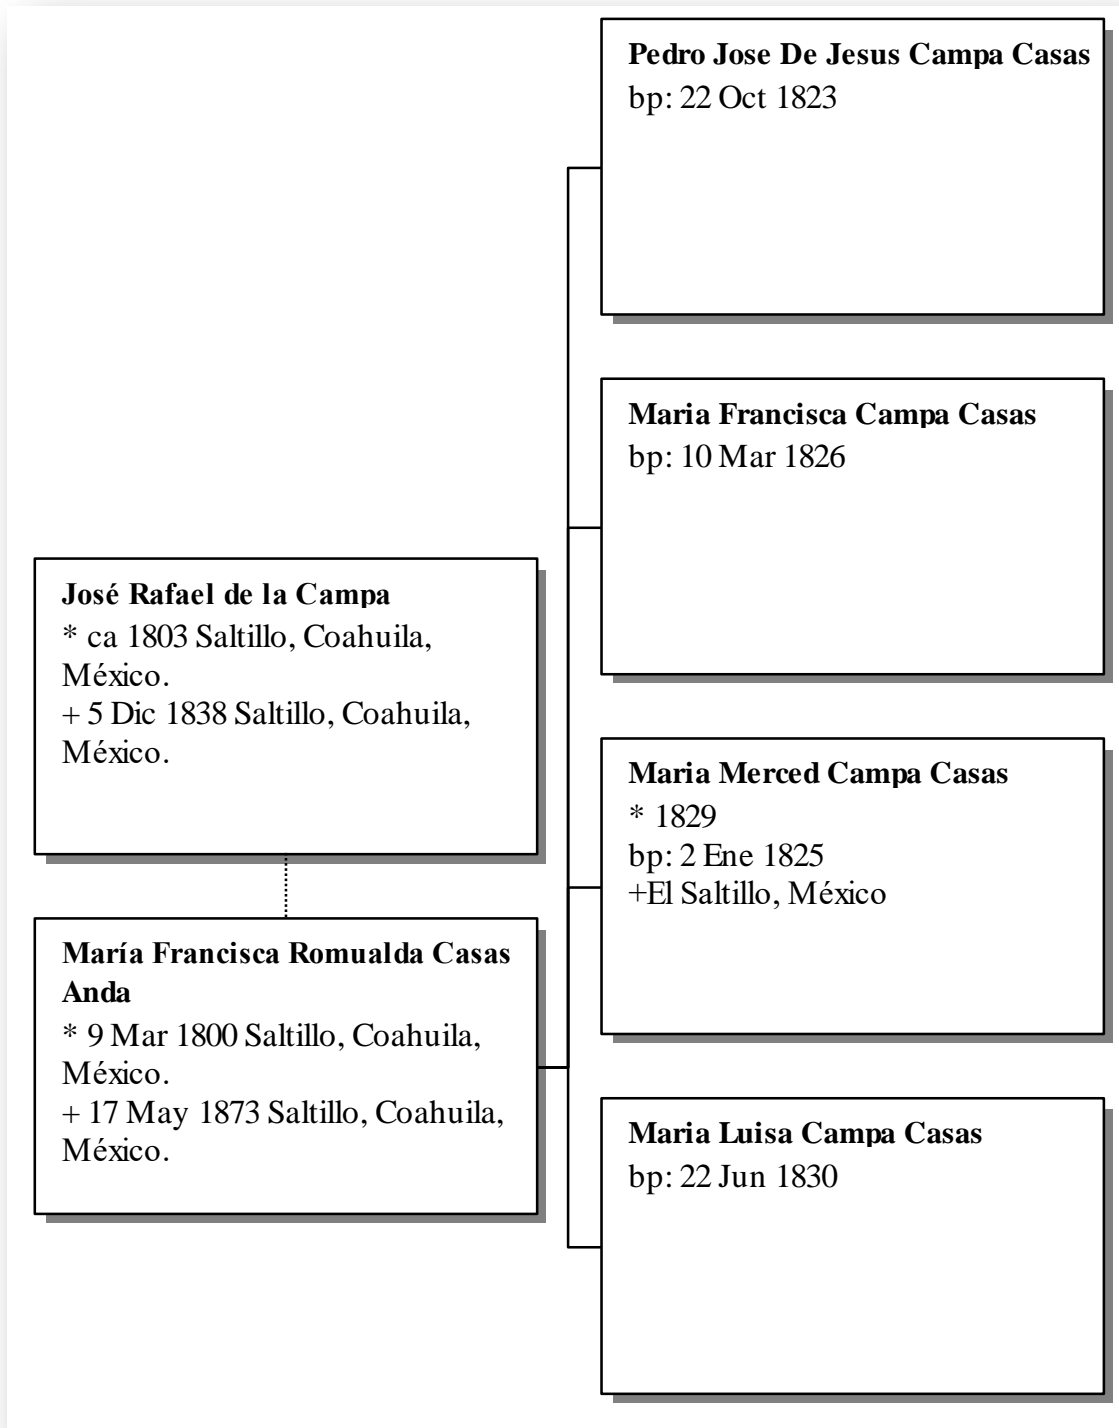 Pedro Jose De Jesus Campa Casas
bp: 22 Oct 1823
Maria Francisca Campa Casas
bp: 10 Mar 1826
José Rafael de la Campa
* ca 1803 Saltillo, Coahuila,
México.
+ 5 Dic 1838 Saltillo, Coahuila,
México.
Maria Merced Campa Casas
* 1829
bp: 2 Ene 1825
+El Saltillo, México
María Francisca Romualda Casas
Anda
* 9 Mar 1800 Saltillo, Coahuila,
México.
+ 17 May 1873 Saltillo, Coahuila,
México.
Maria Luisa Campa Casas
bp: 22 Jun 1830